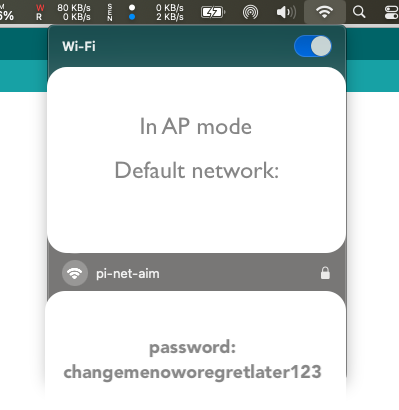 M W 80 KB/s S 0 KB/s
6% R 0 KB/s E N 2 KB/s
Wi-Fi
In AP mode
Default network:
pi-net-aim
password:
changemenoworegretlater123